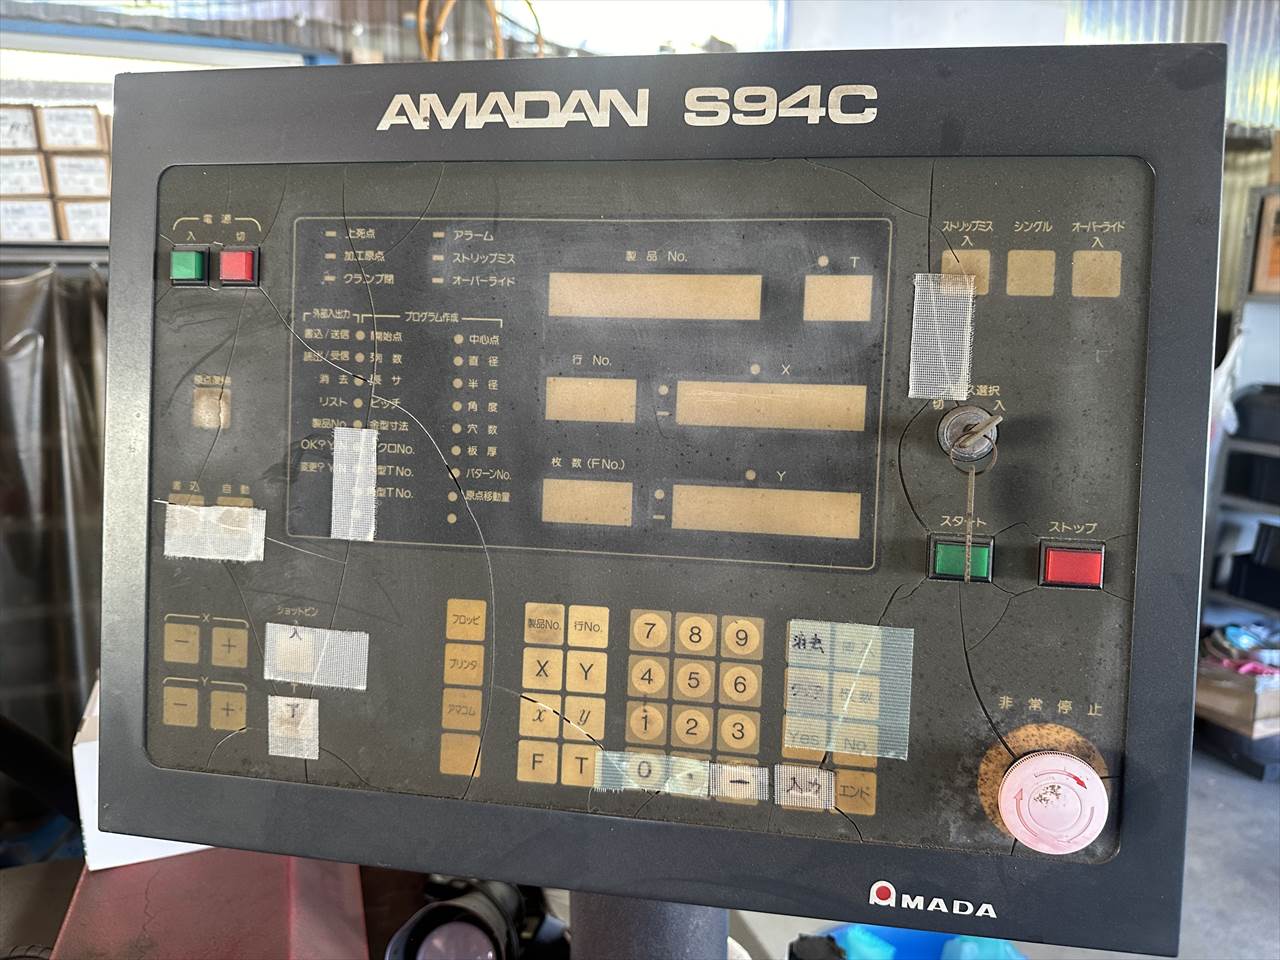 AMADAN S94C
電源
入 切
上死点
加工原点
クランプ閉
アラーム
ストリップミス
オーバーライド
外部入出力
書込/送信
読出/受信
消去
リスト
製品No.
プログラム作成
開始点
列数
長サ
ピッチ
金型寸法
中心点
直径
半径
角度
穴数
板厚
パターンNo.
原点移動量
製品No.
T
行No.
X
枚数(FNo.)
Y
ストリップミス
入
シングル
オーバーライド
入
切 入
スタート
ストップ
非常停止
書込 自動
X
− +
Y
− +
ショットピン
入
下
フロッピ
プリンタ
アマコム
製品No. 行No.
X Y
x y
F T
7 8 9
4 5 6
1 2 3
0 . −
消去
Yes No
入力
エンド
AMADA